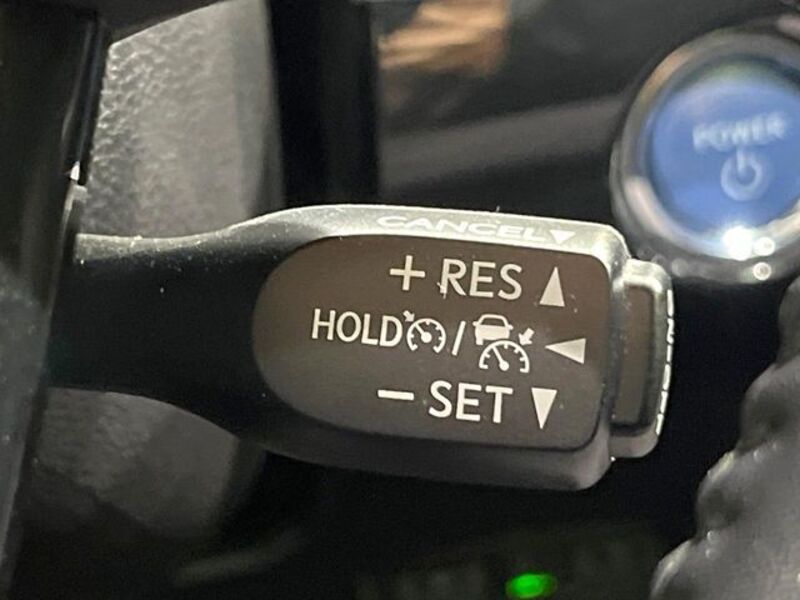 POWER
CANCEL▼
+ RES ▲
HOLD / ◀
− SET ▼